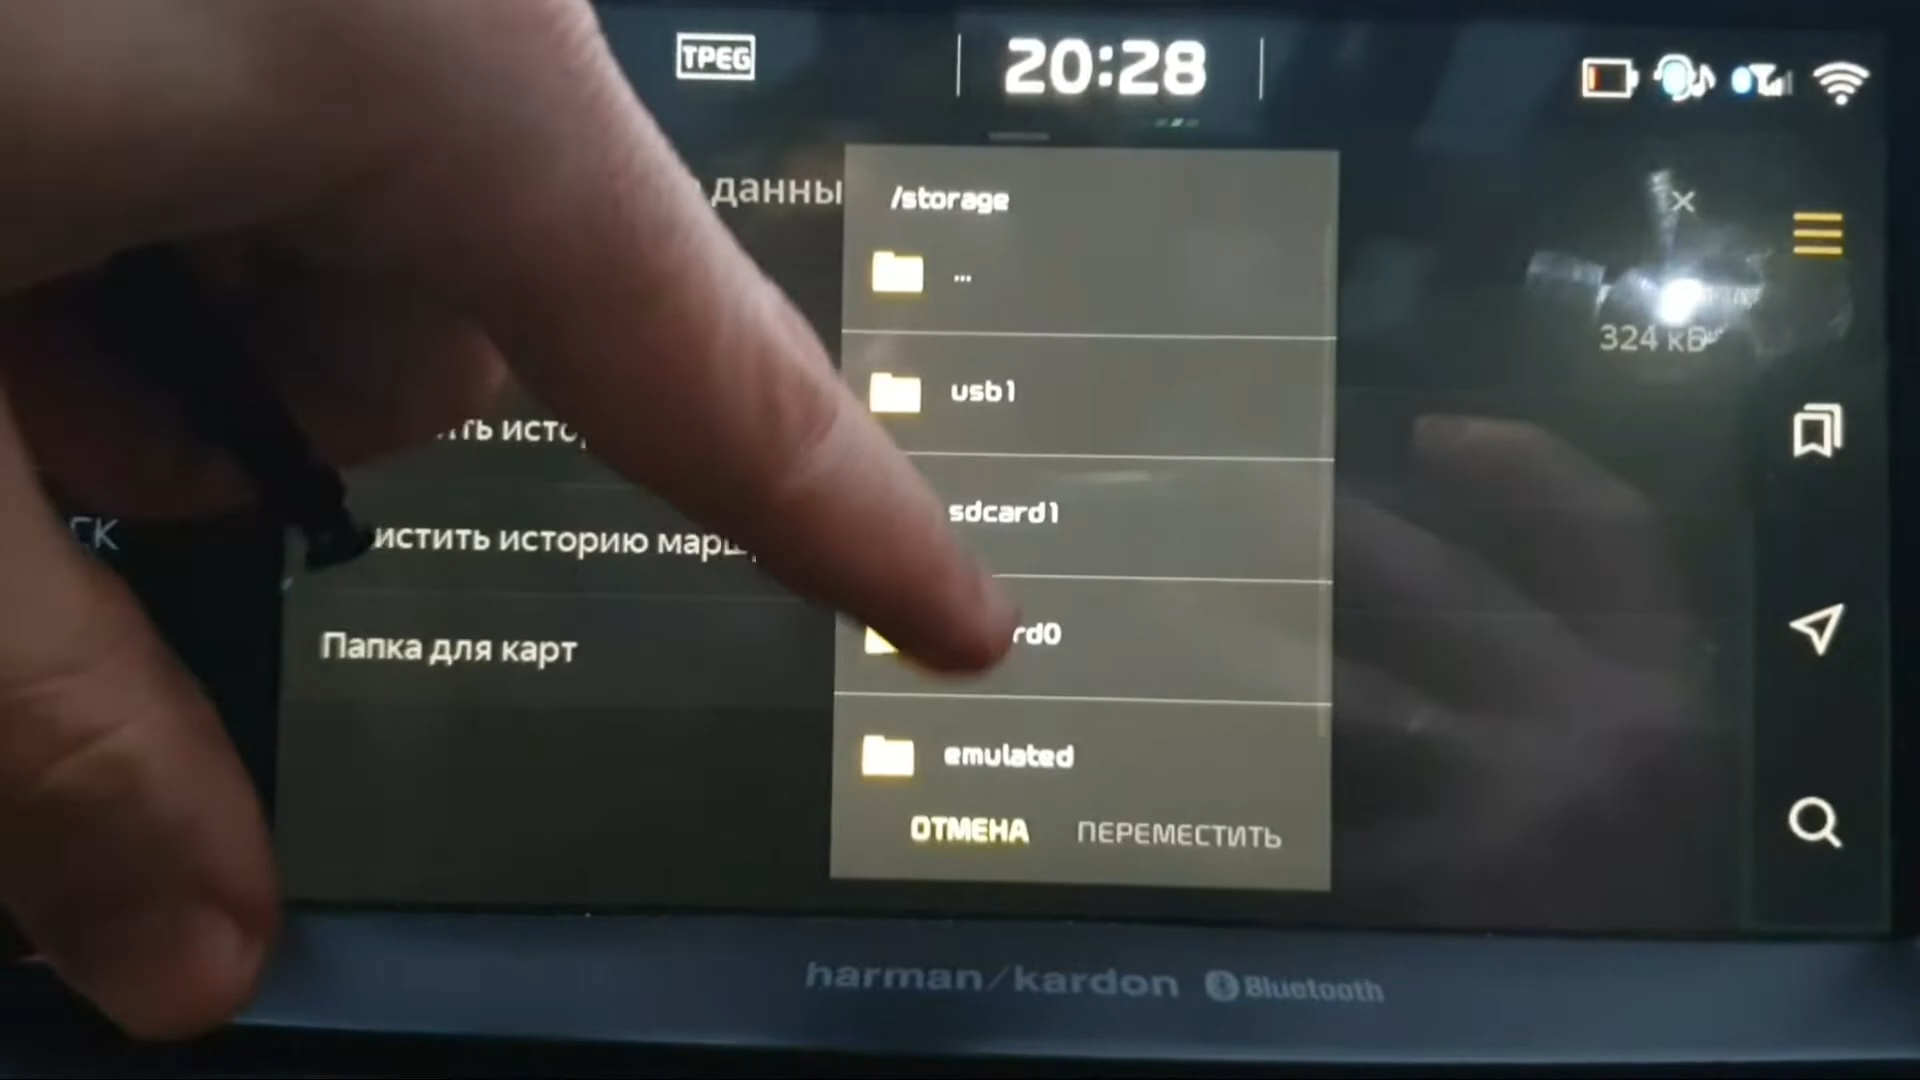 TPEG
20:28
данны
/storage
...
324 кБ
usb1
ть исто
sdcard1
истить историю марш
rd0
Папка для карт
emulated
ОТМЕНА ПЕРЕМЕСТИТЬ
harman/kardon Bluetooth